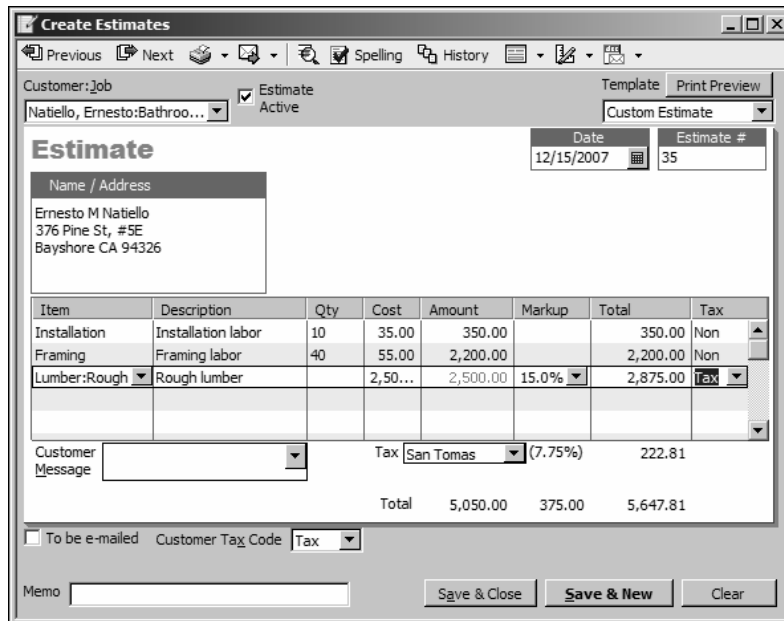 Create Estimates
Previous Next Spelling History
Customer:Job Estimate Active Template Print Preview
Natiello, Ernesto:Bathroo... Custom Estimate
Estimate Date Estimate #
12/15/2007 35
Name / Address
Ernesto M Natiello
376 Pine St, #5E
Bayshore CA 94326
Item Description Qty Cost Amount Markup Total Tax
Installation Installation labor 10 35.00 350.00 350.00 Non
Framing Framing labor 40 55.00 2,200.00 2,200.00 Non
Lumber:Rough Rough lumber 2,50... 2,500.00 15.0% 2,875.00 Tax
Customer Message Tax San Tomas (7.75%) 222.81
Total 5,050.00 375.00 5,647.81
To be e-mailed Customer Tax Code Tax
Memo Save & Close Save & New Clear